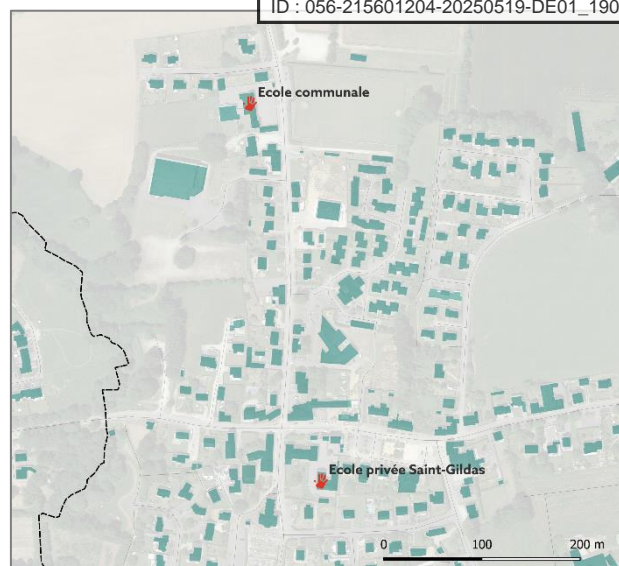 ID : 056-215601204-20250519-DE01_190
Ecole communale
Ecole privée Saint-Gildas
0 100 200 m